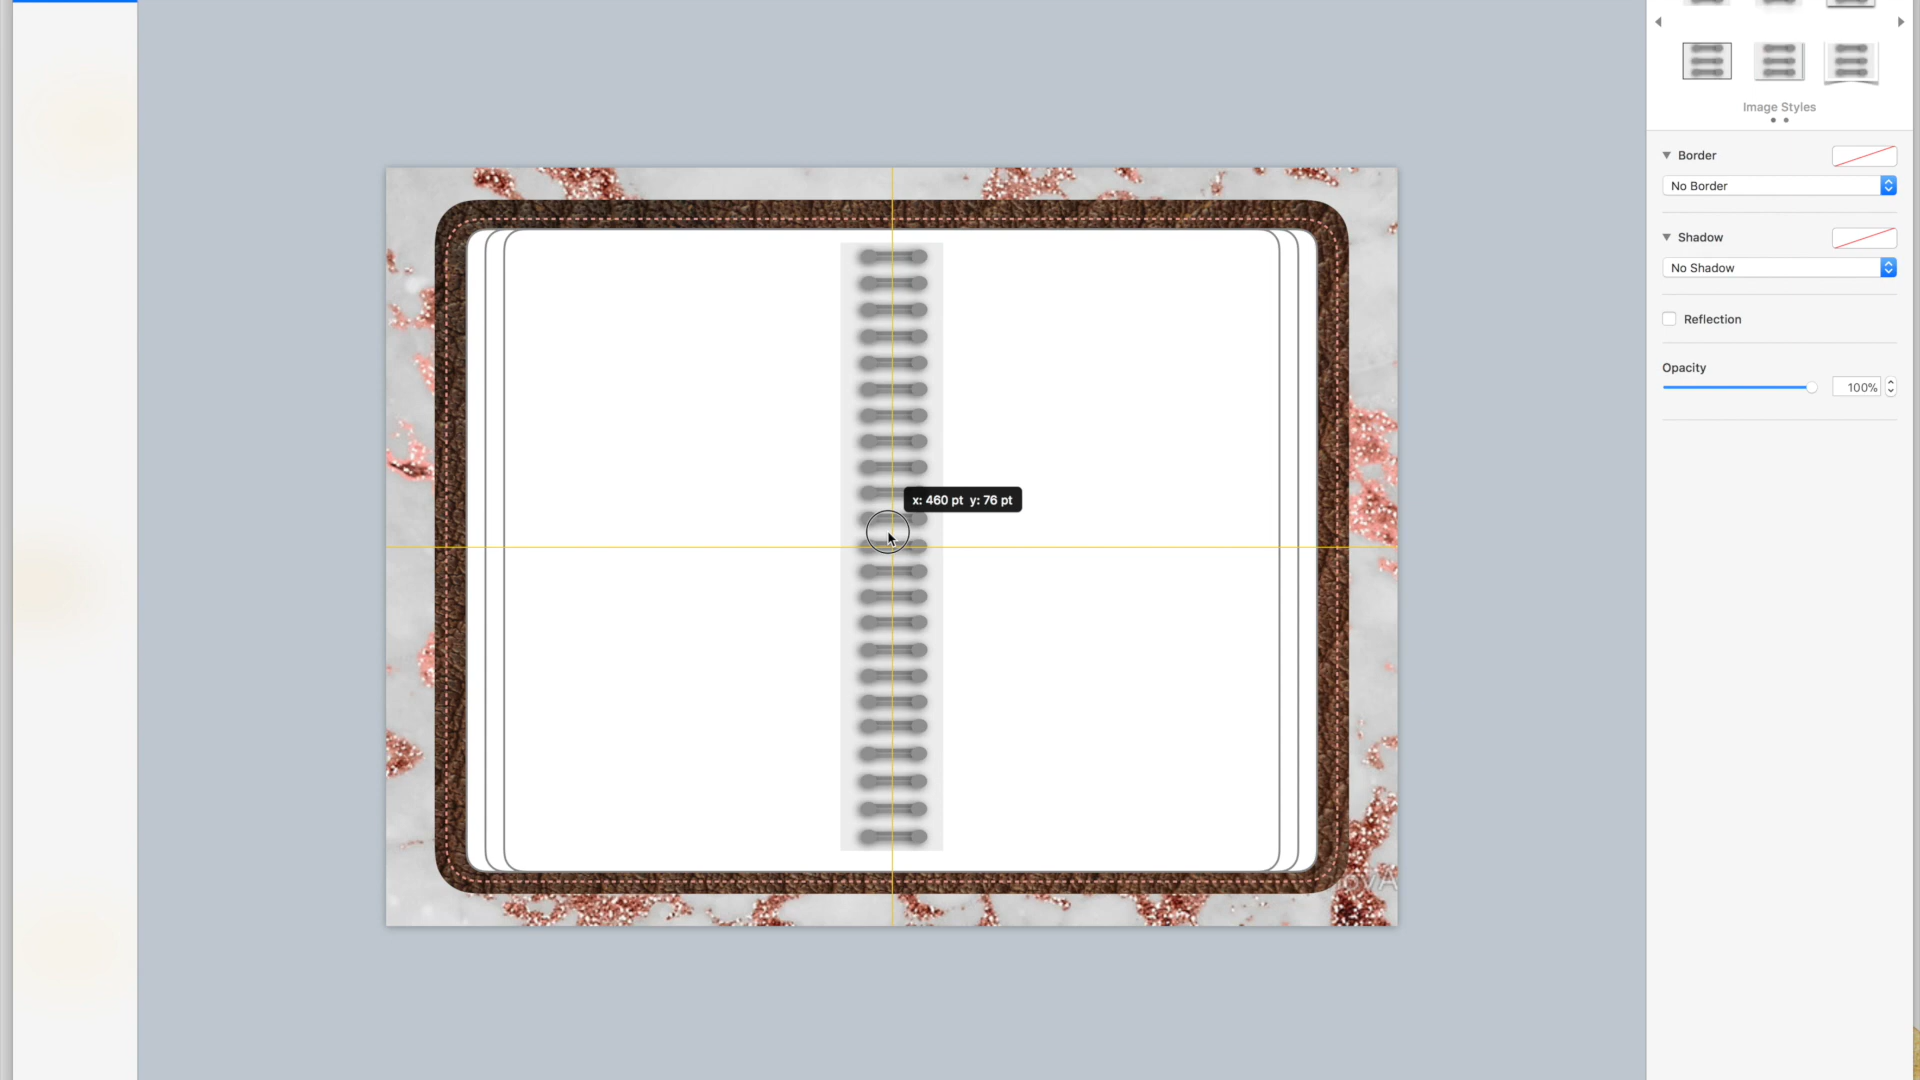 Image Styles
Border
No Border
Shadow
No Shadow
Reflection
Opacity
100%
x: 460 pt y: 76 pt